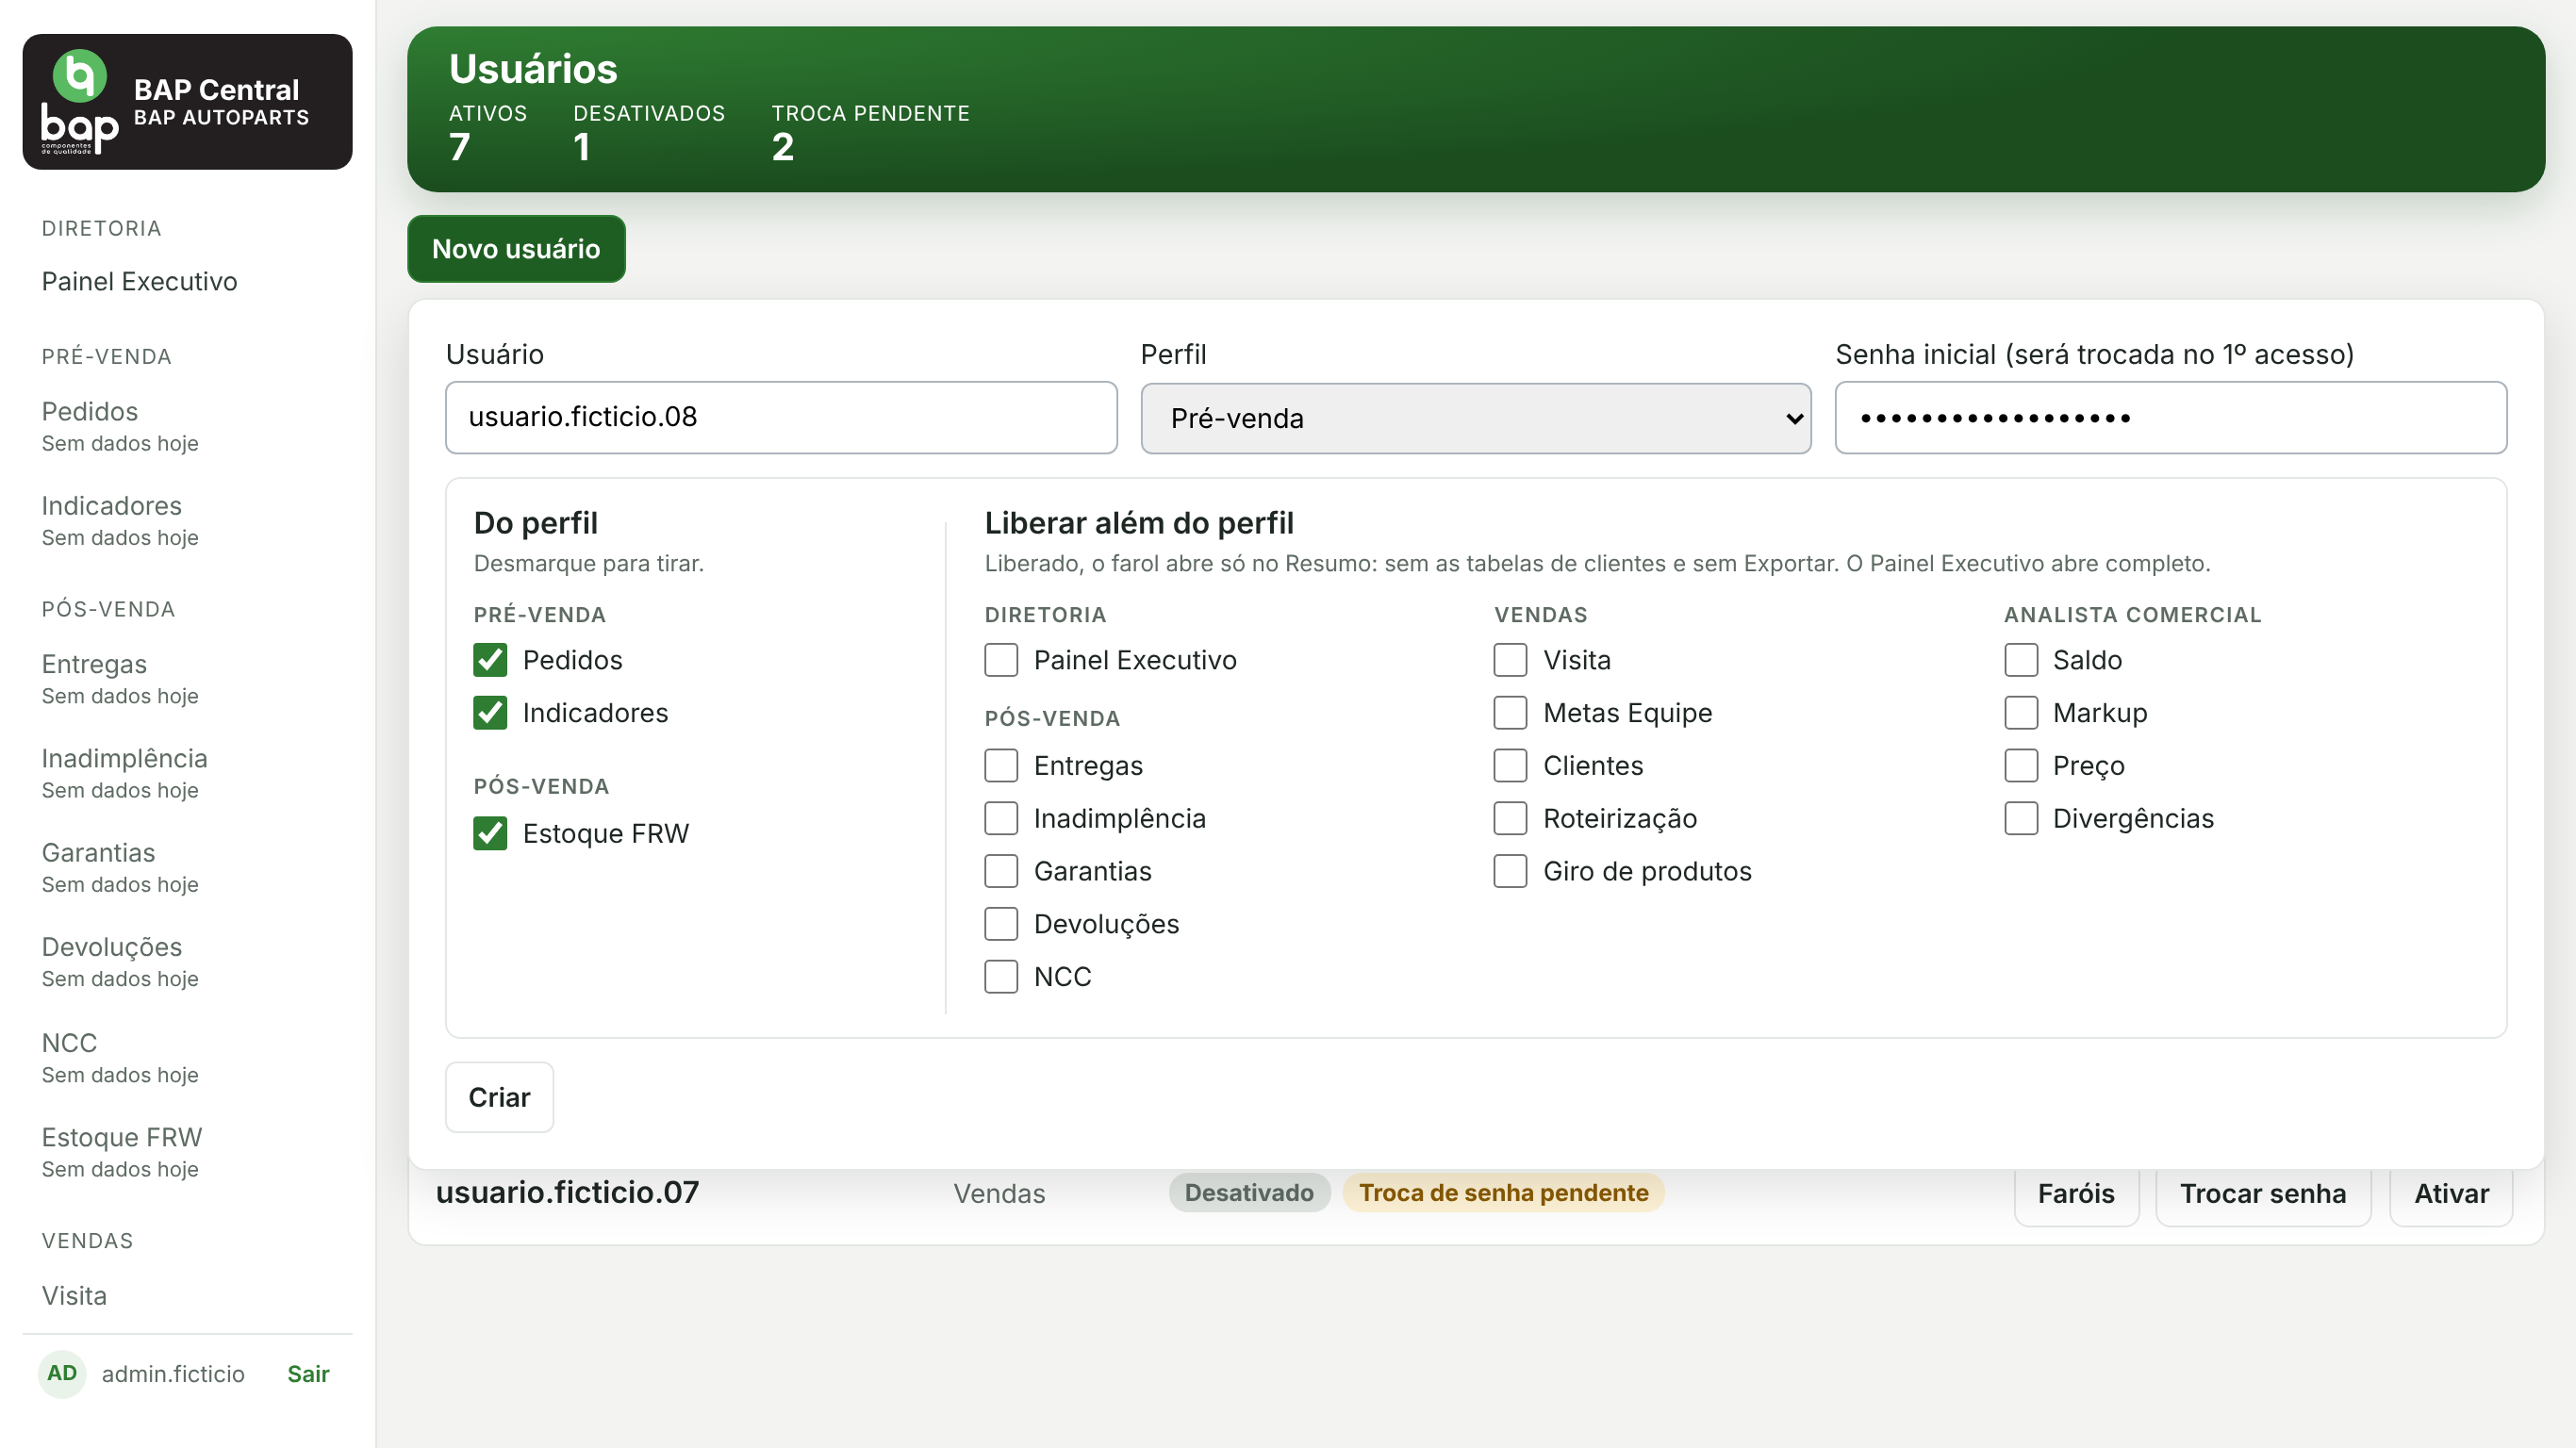 bap
componentes
de qualidade
BAP Central
BAP AUTOPARTS
DIRETORIA
Painel Executivo
PRÉ-VENDA
Pedidos
Sem dados hoje
Indicadores
Sem dados hoje
PÓS-VENDA
Entregas
Sem dados hoje
Inadimplência
Sem dados hoje
Garantias
Sem dados hoje
Devoluções
Sem dados hoje
NCC
Sem dados hoje
Estoque FRW
Sem dados hoje
VENDAS
Visita
AD admin.ficticio Sair
Usuários
ATIVOS DESATIVADOS TROCA PENDENTE
7 1 2
Novo usuário
Usuário Perfil Senha inicial (será trocada no 1º acesso)
usuario.ficticio.08 Pré-venda ••••••••••••••••••
Do perfil
Desmarque para tirar.
PRÉ-VENDA
Pedidos
Indicadores
PÓS-VENDA
Estoque FRW
Liberar além do perfil
Liberado, o farol abre só no Resumo: sem as tabelas de clientes e sem Exportar. O Painel Executivo abre completo.
DIRETORIA
Painel Executivo
PÓS-VENDA
Entregas
Inadimplência
Garantias
Devoluções
NCC
VENDAS
Visita
Metas Equipe
Clientes
Roteirização
Giro de produtos
ANALISTA COMERCIAL
Saldo
Markup
Preço
Divergências
Criar
usuario.ficticio.07 Vendas Desativado Troca de senha pendente Faróis Trocar senha Ativar